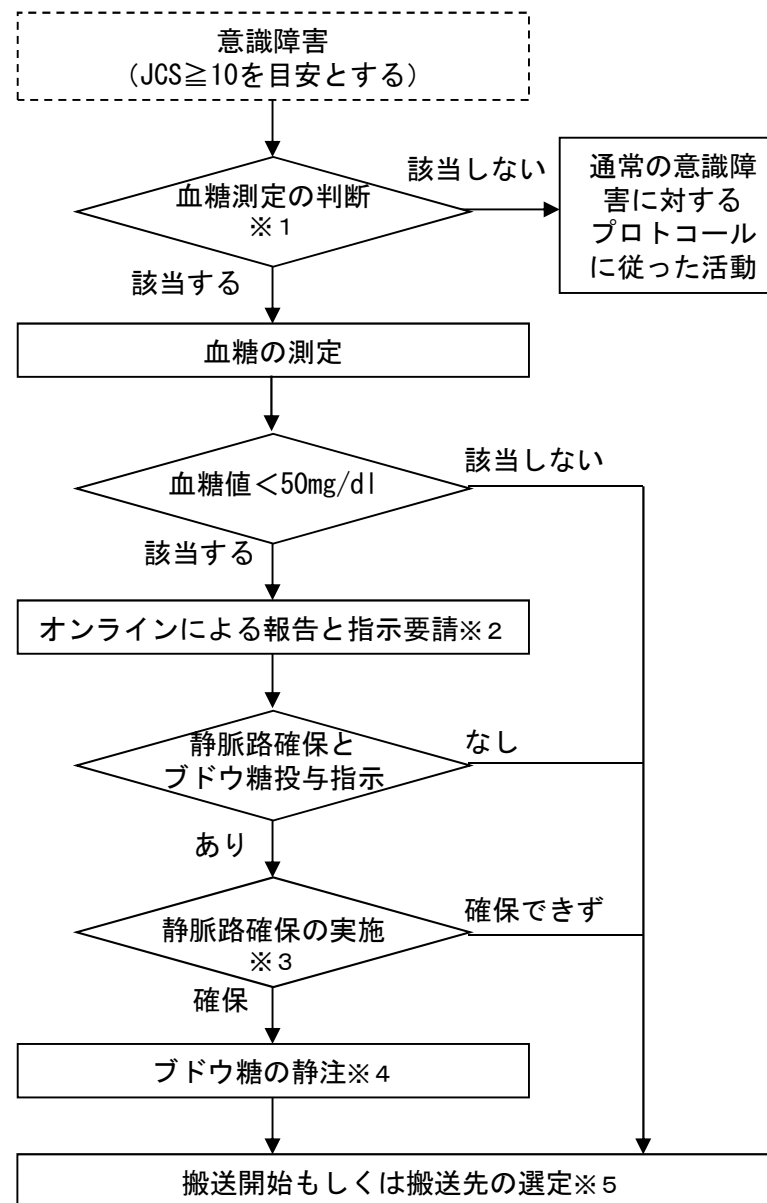 意識障害
（JCS≧10を目安とする）
該当しない
血糖測定の判断
※１
通常の意識障
害に対する
プロトコール
に従った活動
該当する
血糖の測定
血糖値＜50mg/dl
該当しない
該当する
オンラインによる報告と指示要請※２
静脈路確保と
ブドウ糖投与指示
なし
あり
静脈路確保の実施
※３
確保できず
確保
ブドウ糖の静注※４
搬送開始もしくは搬送先の選定※５